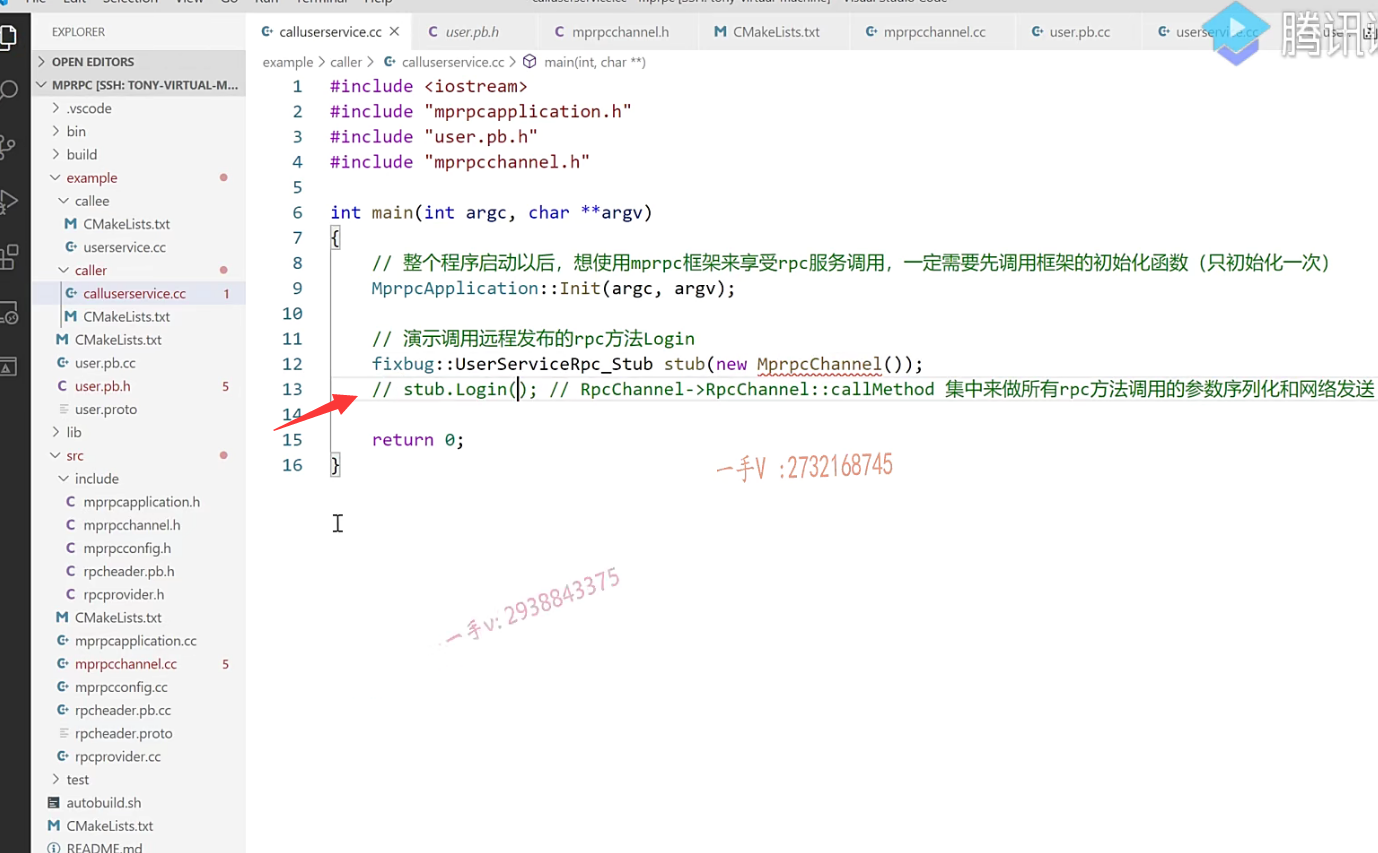 File Edit Selection View Go Run Terminal Help
EXPLORER
calluserservice.cc
user.pb.h
mprpcchannel.h
CMakeLists.txt
mprpcchannel.cc
user.pb.cc
userservice.cc
腾讯
OPEN EDITORS
MPRPC [SSH: TONY-VIRTUAL-M...
.vscode
bin
build
example
callee
CMakeLists.txt
userservice.cc
caller
calluserservice.cc 1
CMakeLists.txt
CMakeLists.txt
user.pb.cc
user.pb.h 5
user.proto
lib
src
include
mprpcapplication.h
mprpcchannel.h
mprpcconfig.h
rpcheader.pb.h
rpcprovider.h
CMakeLists.txt
mprpcapplication.cc
mprpcchannel.cc 5
mprpcconfig.cc
rpcheader.pb.cc
rpcheader.proto
rpcprovider.cc
test
autobuild.sh
CMakeLists.txt
README.md
example > caller > calluserservice.cc > main(int, char **)
1 #include <iostream>
2 #include "mprpcapplication.h"
3 #include "user.pb.h"
4 #include "mprpcchannel.h"
5
6 int main(int argc, char **argv)
7 {
8 // 整个程序启动以后，想使用mprpc框架来享受rpc服务调用，一定需要先调用框架的初始化函数（只初始化一次）
9 MprpcApplication::Init(argc, argv);
10
11 // 演示调用远程发布的rpc方法Login
12 fixbug::UserServiceRpc_Stub stub(new MprpcChannel());
13 // stub.Login(); // RpcChannel->RpcChannel::callMethod 集中来做所有rpc方法调用的参数序列化和网络发送
14
15 return 0;
16 }
一手V :2732168745
一手v: 2938843375